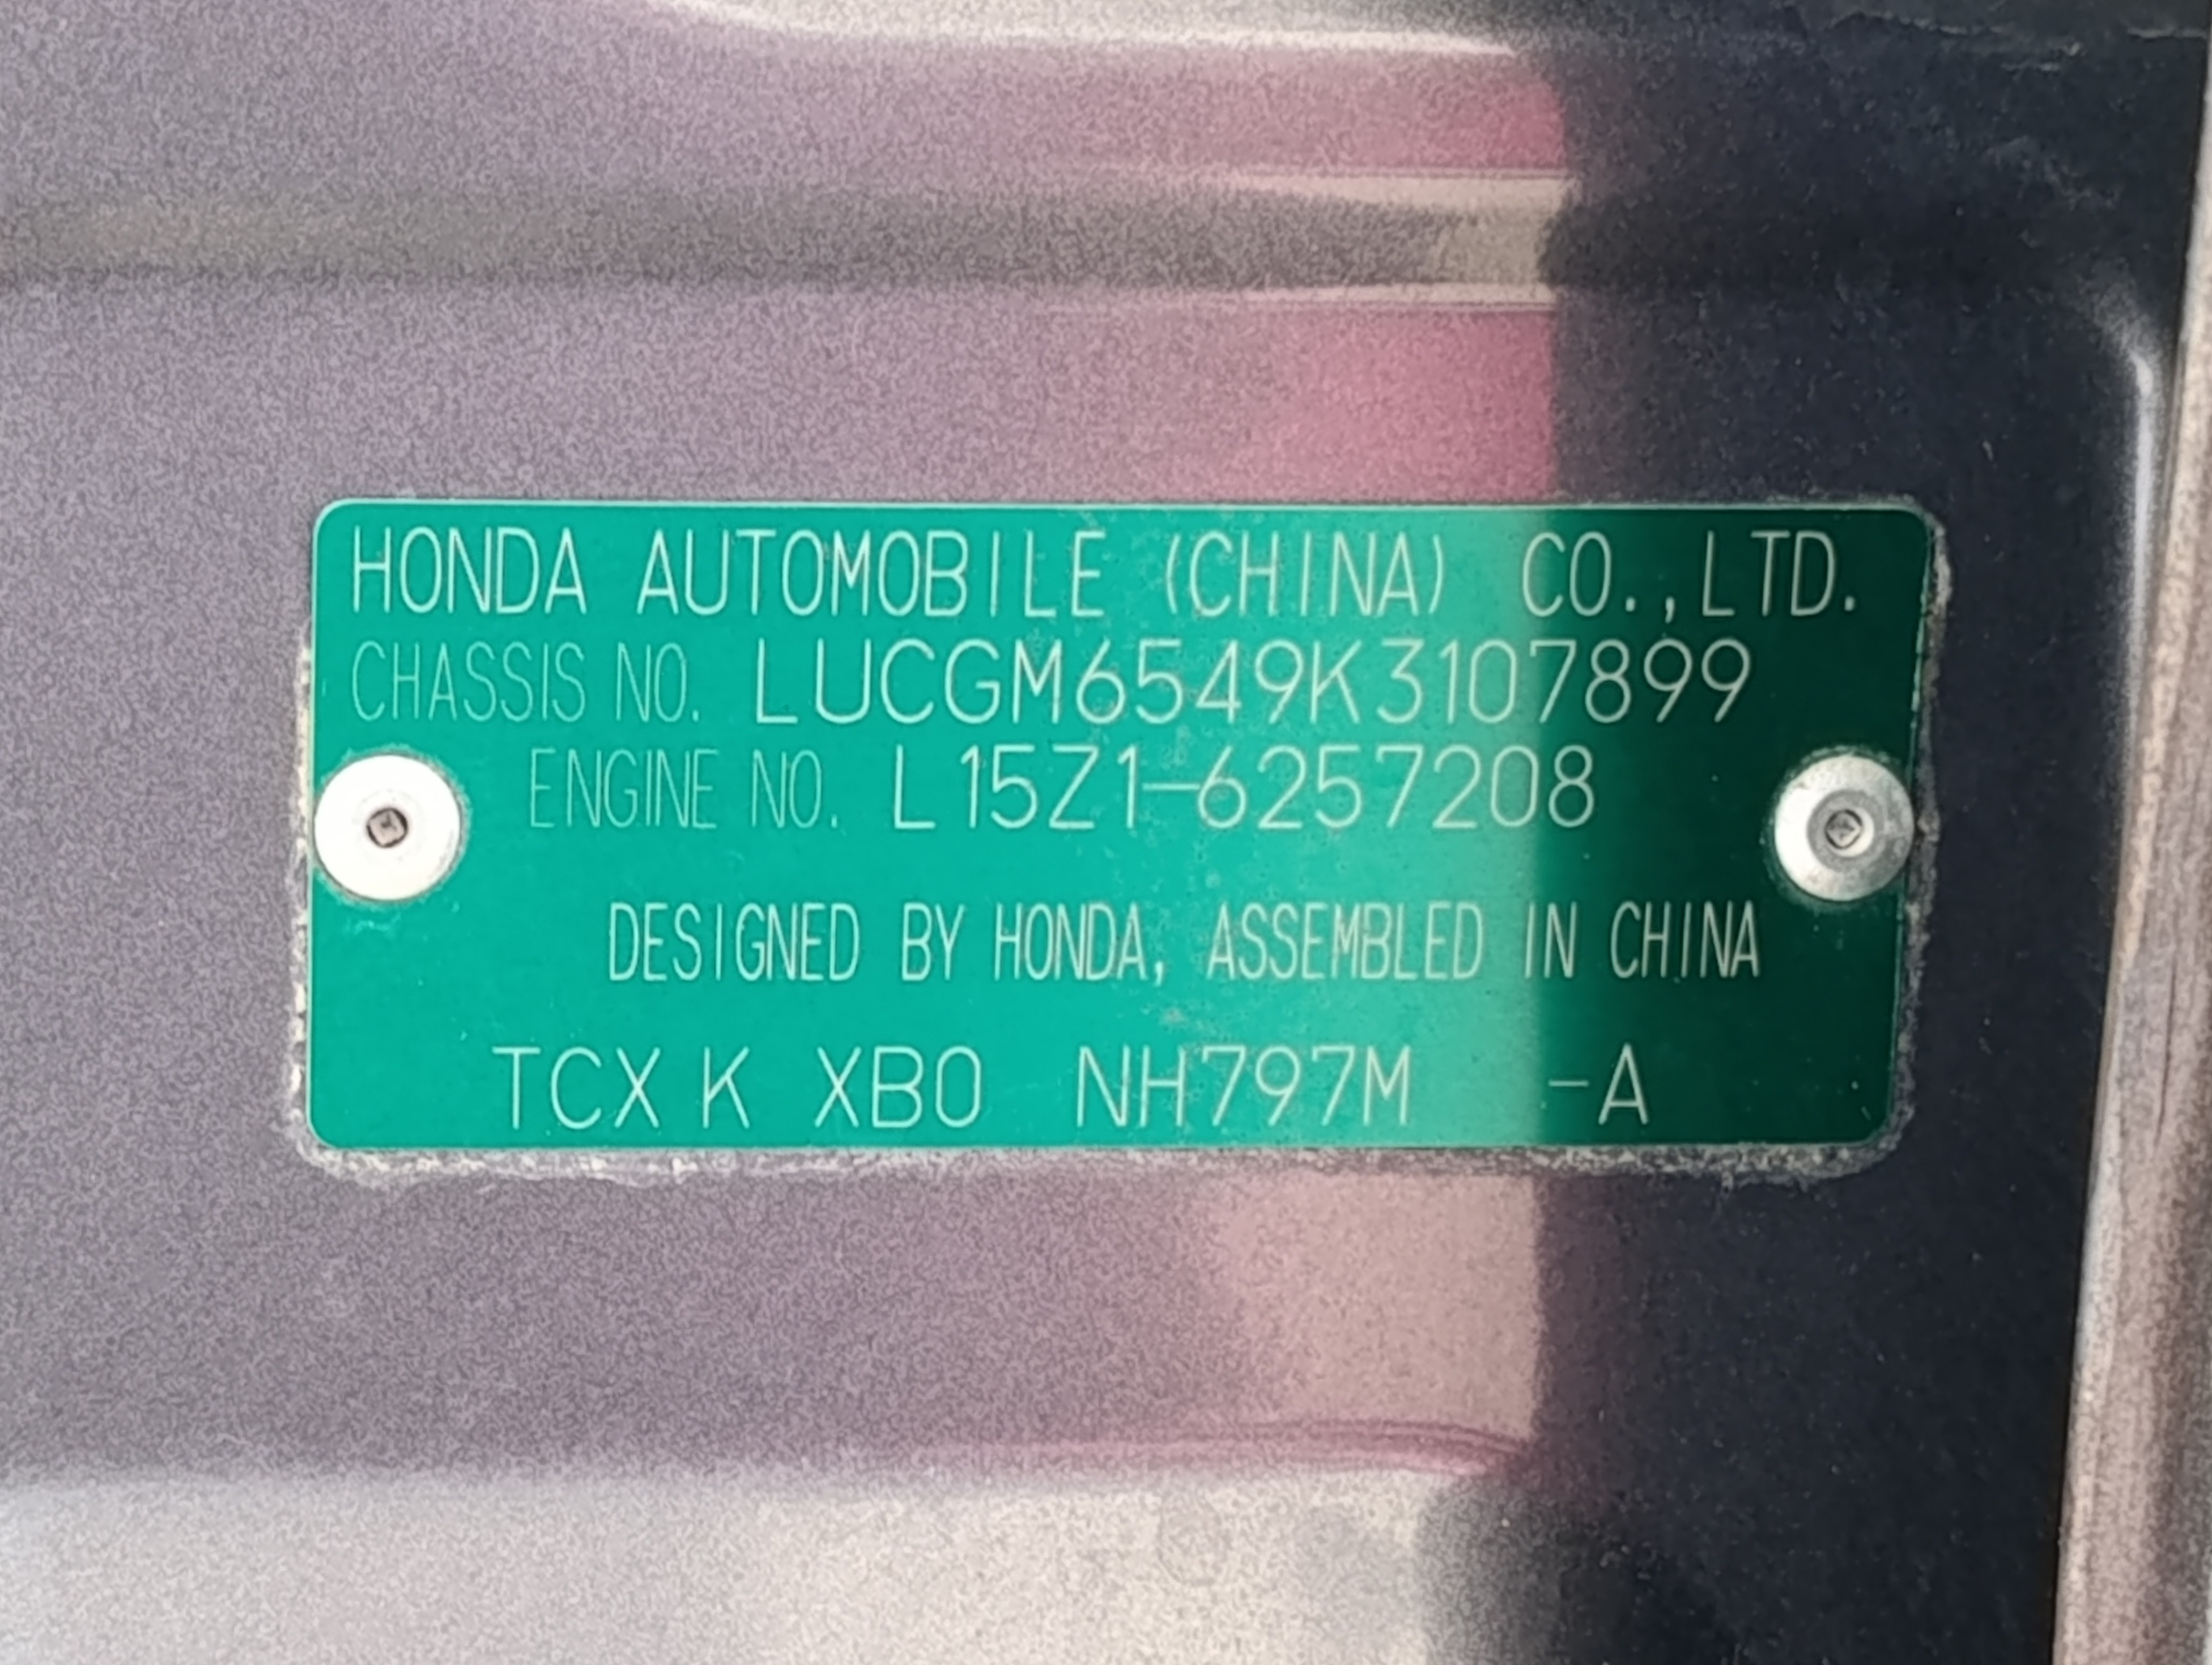 HONDA AUTOMOBILE (CHINA) CO.,LTD.
CHASSIS NO. LUCGM6549K3107899
ENGINE NO. L15Z1-6257208
DESIGNED BY HONDA, ASSEMBLED IN CHINA
TCX K XB0 NH797M -A